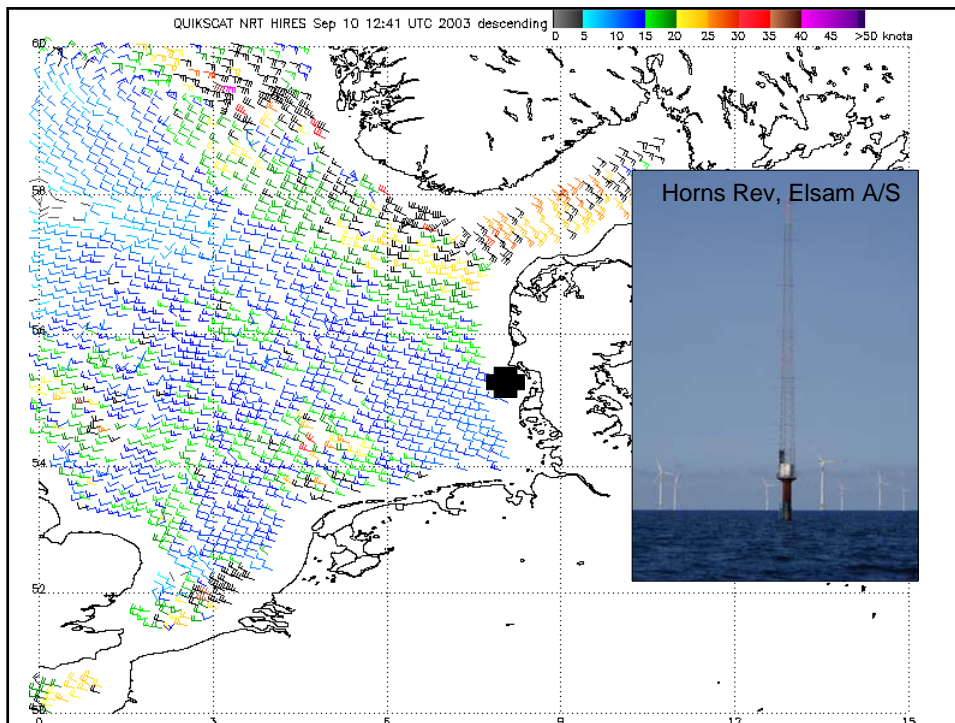 QUIKSCAT NRT HIRES Sep 10 12:41 UTC 2003 descending
0 5 10 15 20 25 30 35 40 45 >50 knots
60
58
56
54
52
50
0 3 6 9 12 15
Horns Rev, Elsam A/S